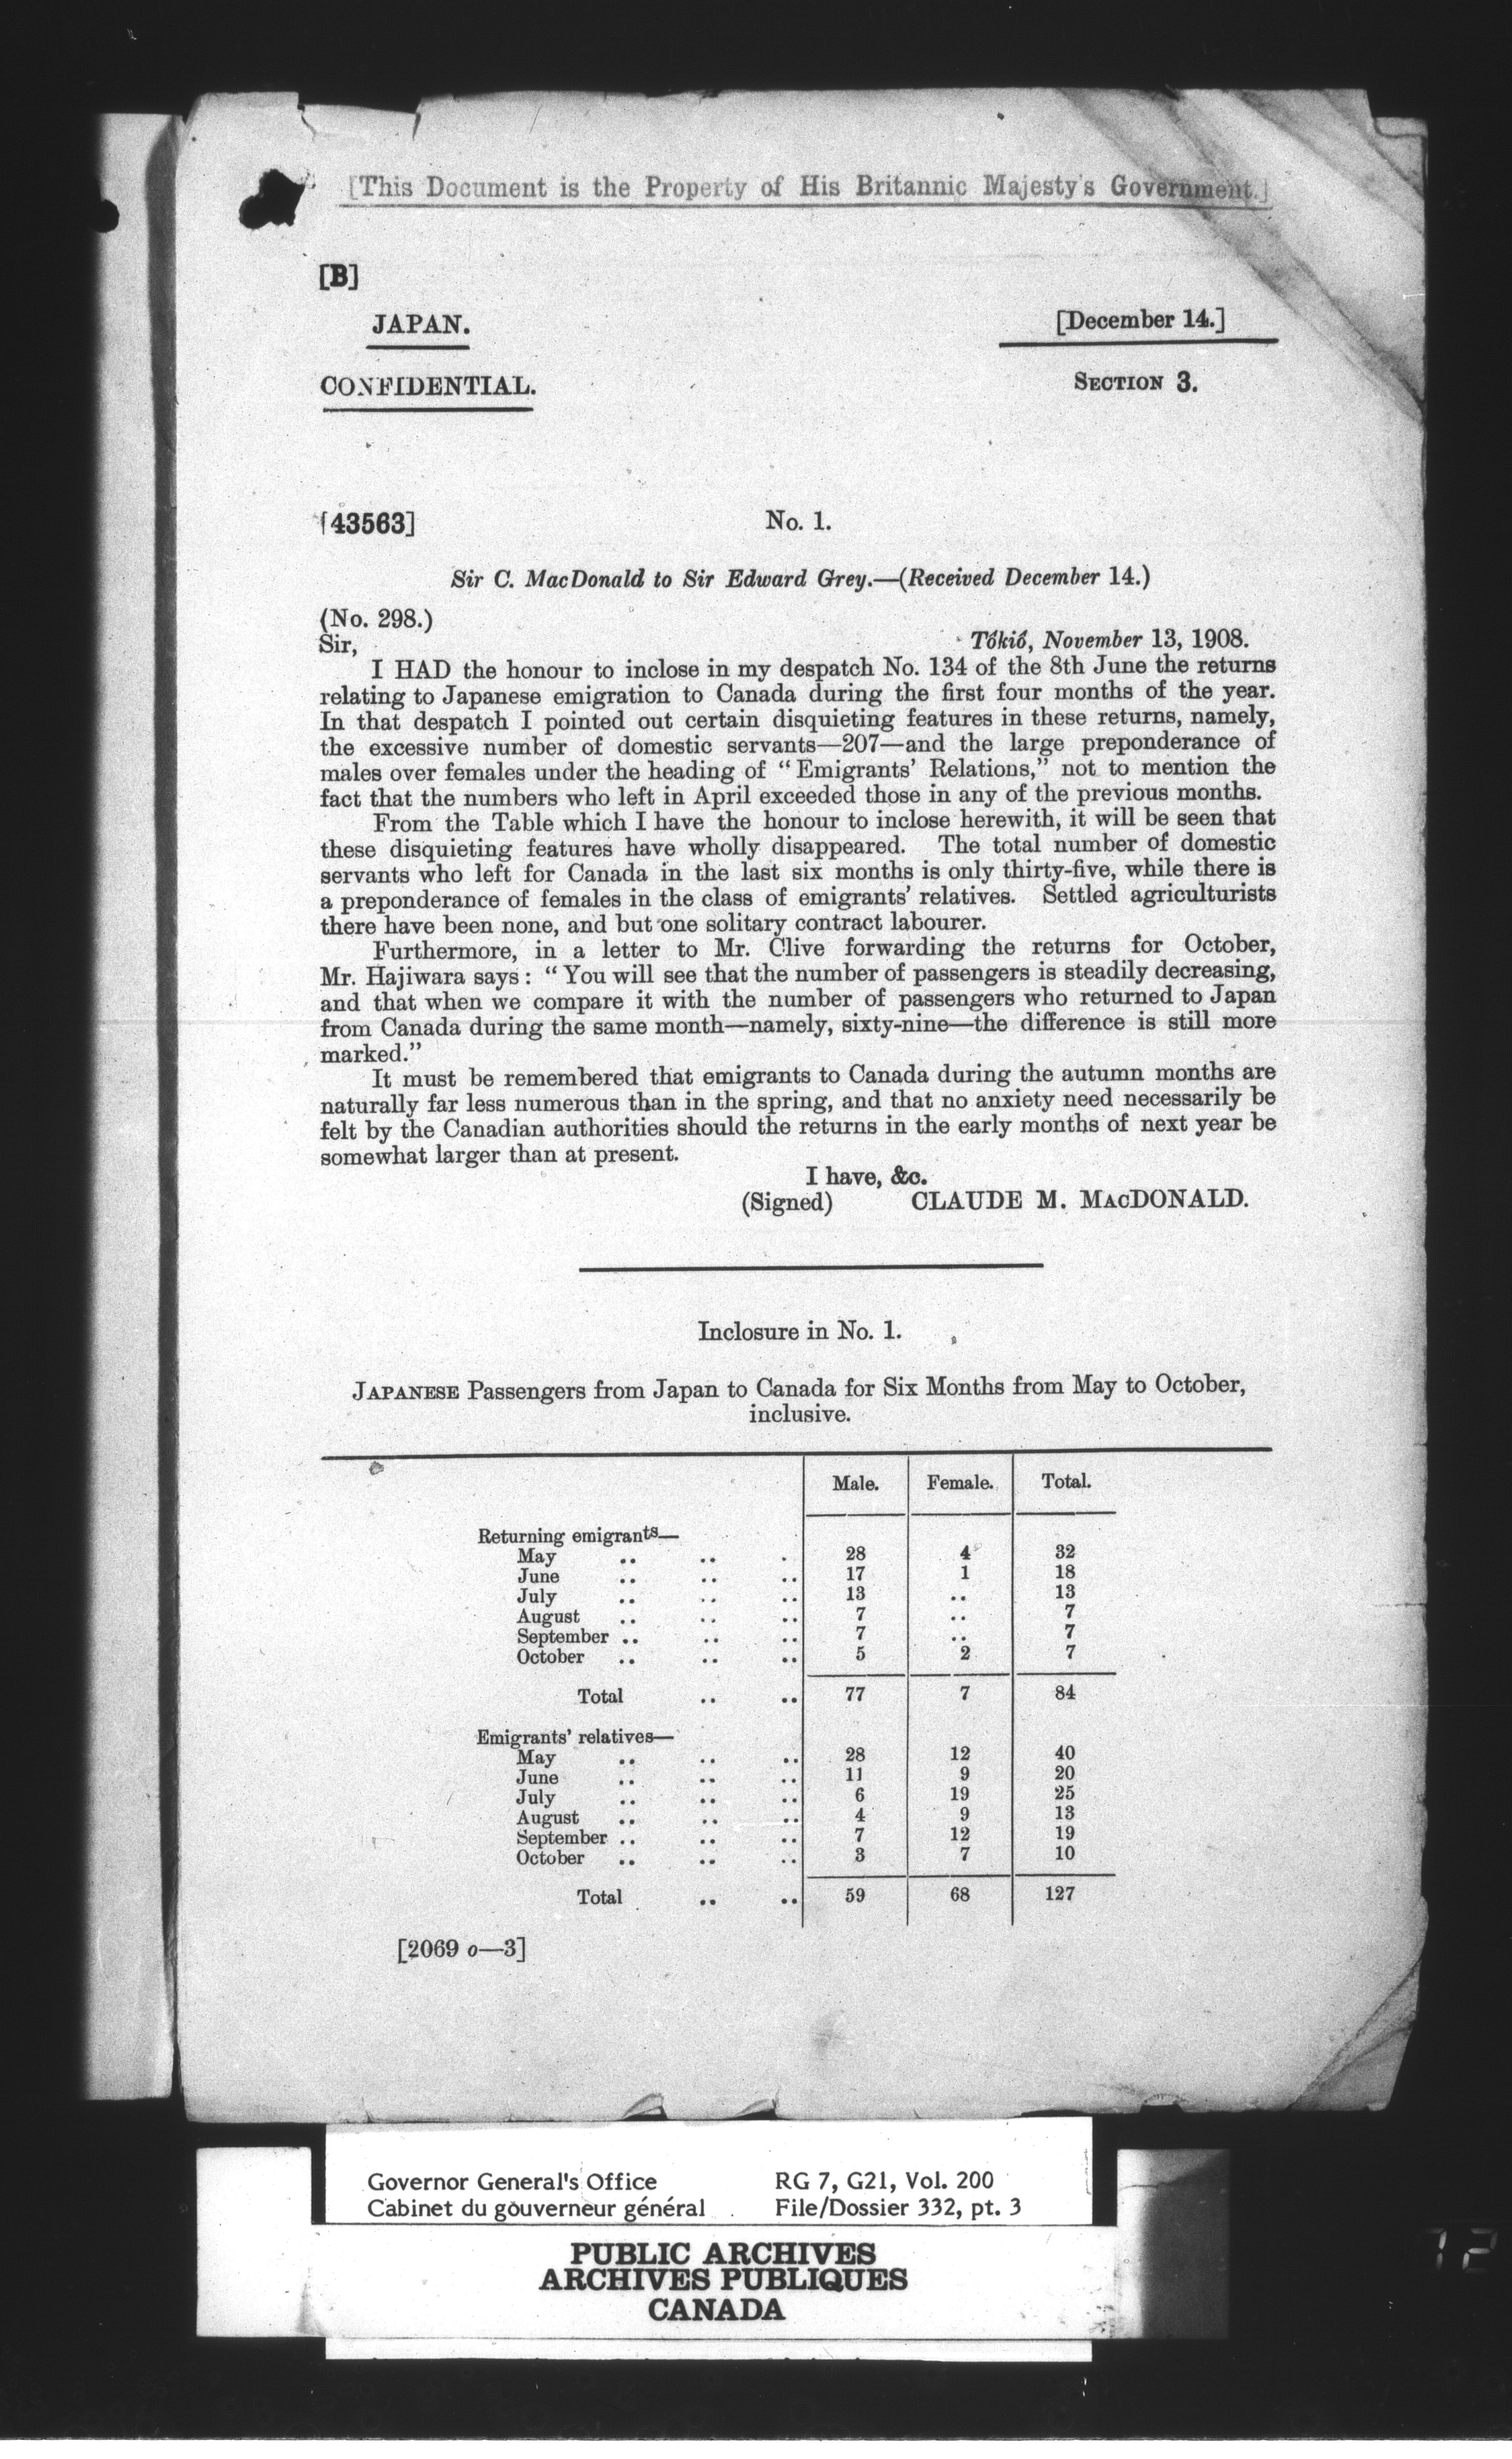 [This Document is the Property of His Britannic Majesty's Government.]
[B]
JAPAN.
[December 14.]
CONFIDENTIAL.
SECTION 3.
[43563]
No. 1.
Sir C. MacDonald to Sir Edward Grey.—(Received December 14.)
(No. 298.)
Sir,
Tôkiô, November 13, 1908.
I HAD the honour to inclose in my despatch No. 134 of the 8th June the returns
relating to Japanese emigration to Canada during the first four months of the year.
In that despatch I pointed out certain disquieting features in these returns, namely,
the excessive number of domestic servants—207—and the large preponderance of
males over females under the heading of "Emigrants' Relations," not to mention the
fact that the numbers who left in April exceeded those in any of the previous months.
From the Table which I have the honour to inclose herewith, it will be seen that
these disquieting features have wholly disappeared. The total number of domestic
servants who left for Canada in the last six months is only thirty-five, while there is
a preponderance of females in the class of emigrants' relatives. Settled agriculturists
there have been none, and but one solitary contract labourer.
Furthermore, in a letter to Mr. Clive forwarding the returns for October,
Mr. Hajiwara says: "You will see that the number of passengers is steadily decreasing,
and that when we compare it with the number of passengers who returned to Japan
from Canada during the same month—namely, sixty-nine—the difference is still more
marked."
It must be remembered that emigrants to Canada during the autumn months are
naturally far less numerous than in the spring, and that no anxiety need necessarily be
felt by the Canadian authorities should the returns in the early months of next year be
somewhat larger than at present.
I have, &c.
(Signed) CLAUDE M. MACDONALD.
Inclosure in No. 1.
JAPANESE Passengers from Japan to Canada for Six Months from May to October,
inclusive.
Male. Female. Total.
Returning emigrants—
May .. .. . 28 4 32
June .. .. .. 17 1 18
July .. .. .. 13 .. 13
August .. .. .. 7 .. 7
September .. .. .. 7 .. 7
October .. .. .. 5 2 7
Total .. .. 77 7 84
Emigrants' relatives—
May .. .. .. 28 12 40
June .. .. .. 11 9 20
July .. .. .. 6 19 25
August .. .. .. 4 9 13
September .. .. .. 7 12 19
October .. .. .. 3 7 10
Total .. .. 59 68 127
[2069 o—3]
Governor General's Office RG 7, G21, Vol. 200
Cabinet du gouverneur général File/Dossier 332, pt. 3
PUBLIC ARCHIVES
ARCHIVES PUBLIQUES
CANADA
72